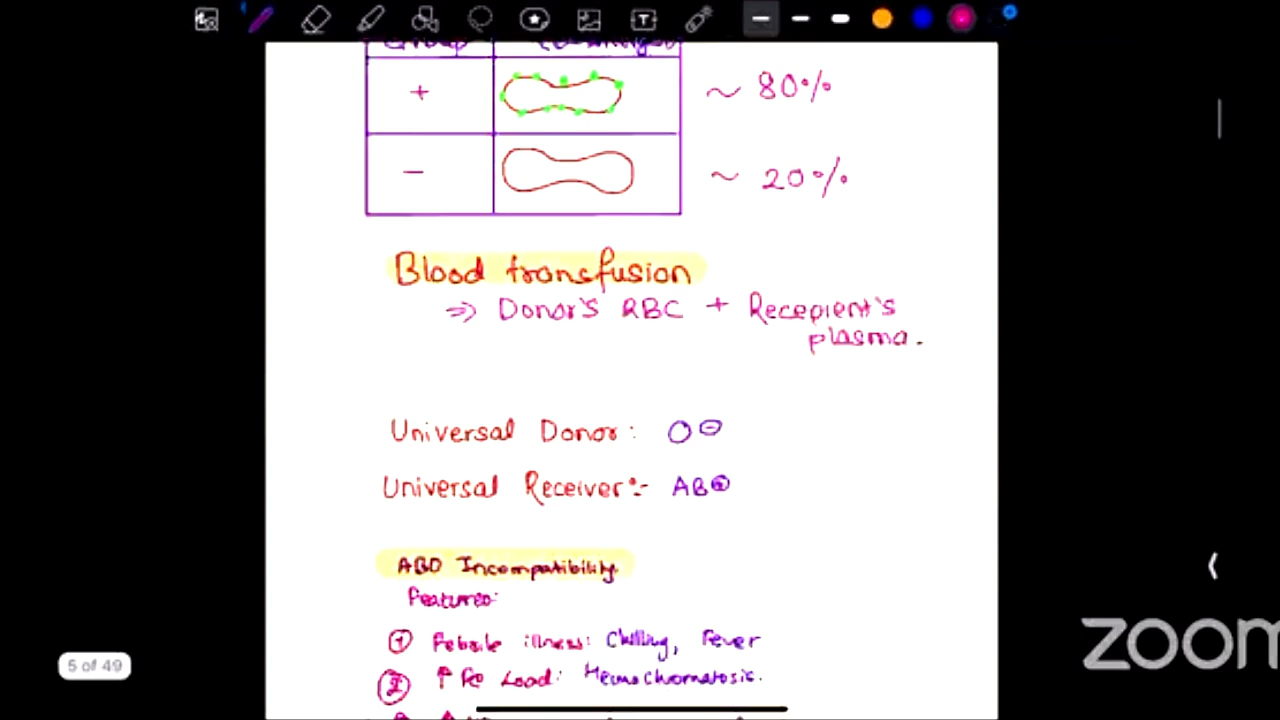 + ~ 80%
- ~ 20%
Blood transfusion
⇒ Donor's RBC + Recepient's
plasma.
Universal Donor: O⊖
Universal Receiver:- AB⊕
ABO Incompatibility
Features:
① Febrile illness: Chilling, Fever
② ↑ Fe Load: Hemochromatosis.
5 of 49
zoom